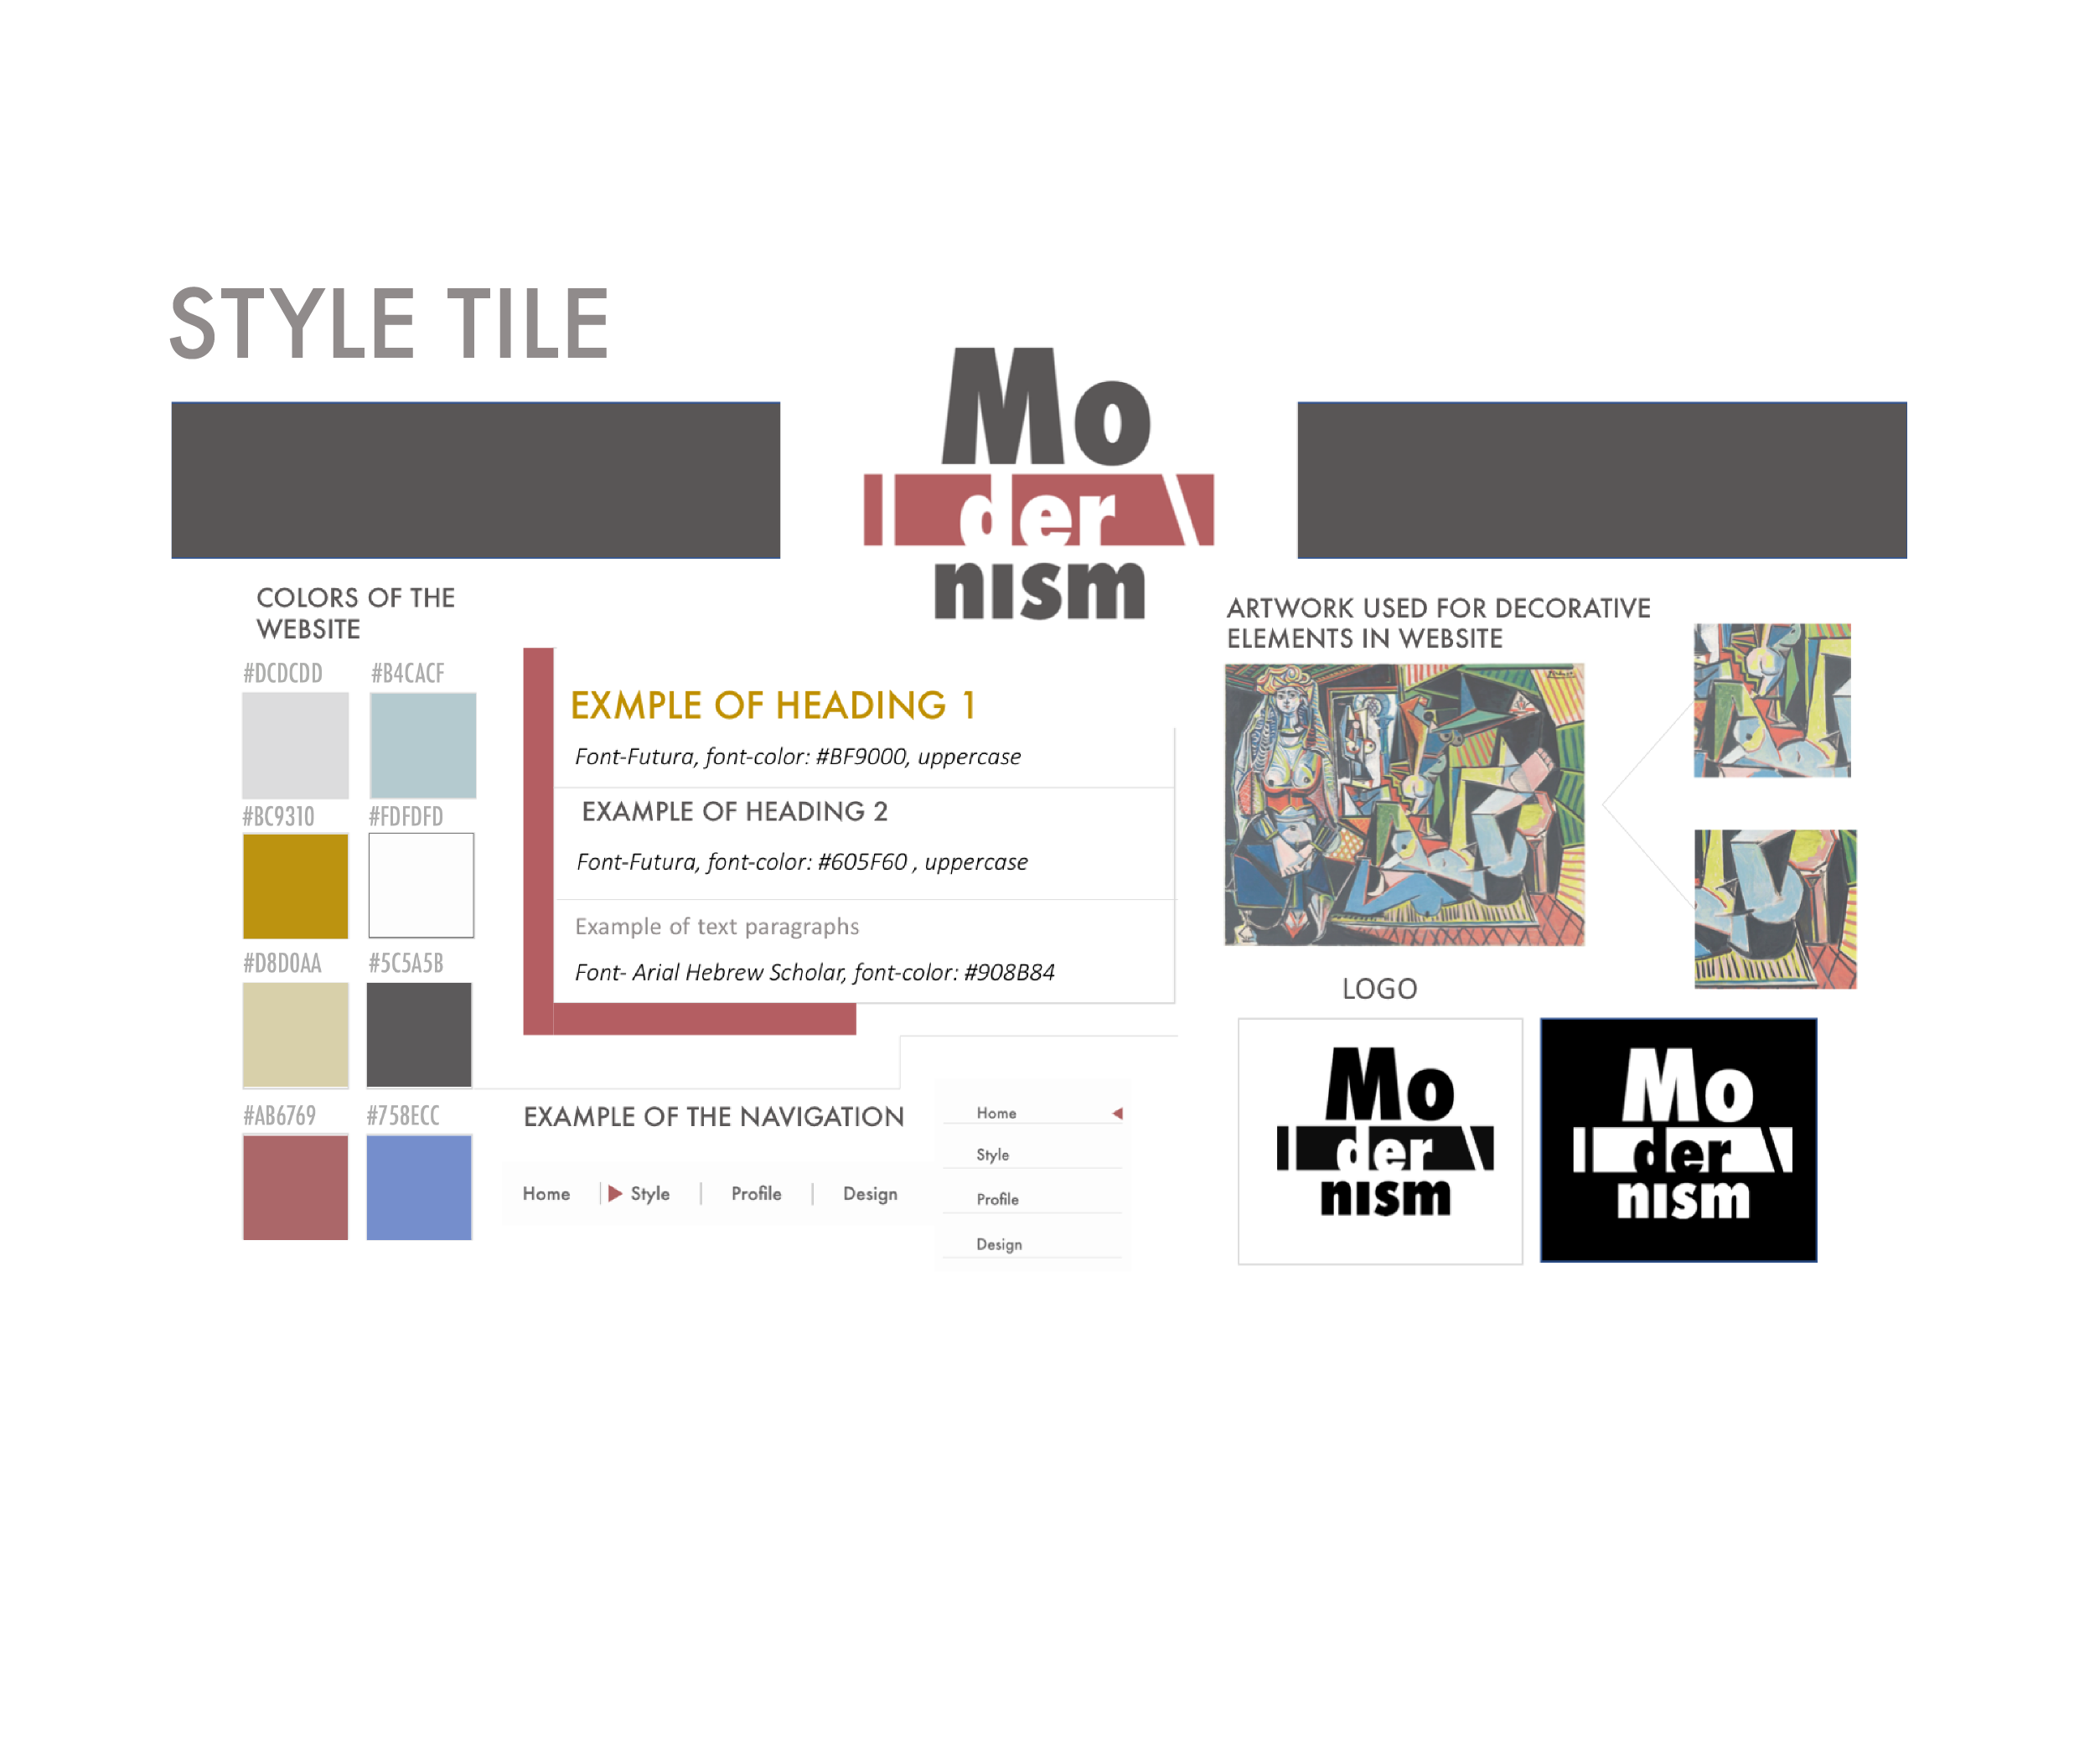 STYLE TILE
Mo
der
nism
COLORS OF THE
WEBSITE
#DCDCDD
#B4CACF
#BC9310
#FDFDFD
#D8D0AA
#5C5A5B
#AB6769
#758ECC
EXMPLE OF HEADING 1
Font-Futura, font-color: #BF9000, uppercase
EXAMPLE OF HEADING 2
Font-Futura, font-color: #605F60 , uppercase
Example of text paragraphs
Font- Arial Hebrew Scholar, font-color: #908B84
EXAMPLE OF THE NAVIGATION
Home | Style | Profile | Design
Home
Style
Profile
Design
ARTWORK USED FOR DECORATIVE
ELEMENTS IN WEBSITE
LOGO
Mo
der
nism
Mo
der
nism